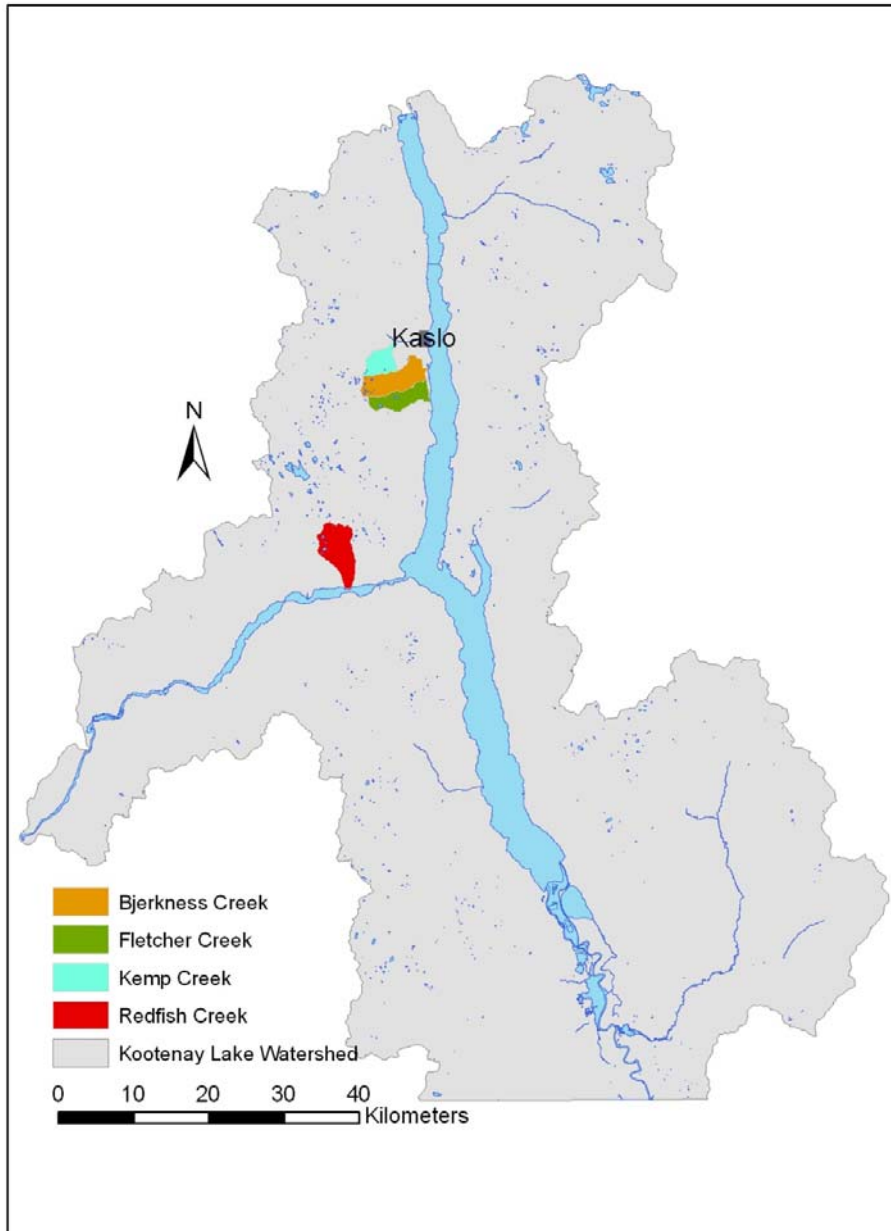 Kaslo
N
Bjerkness Creek
Fletcher Creek
Kemp Creek
Redfish Creek
Kootenay Lake Watershed
0 10 20 30 40
Kilometers